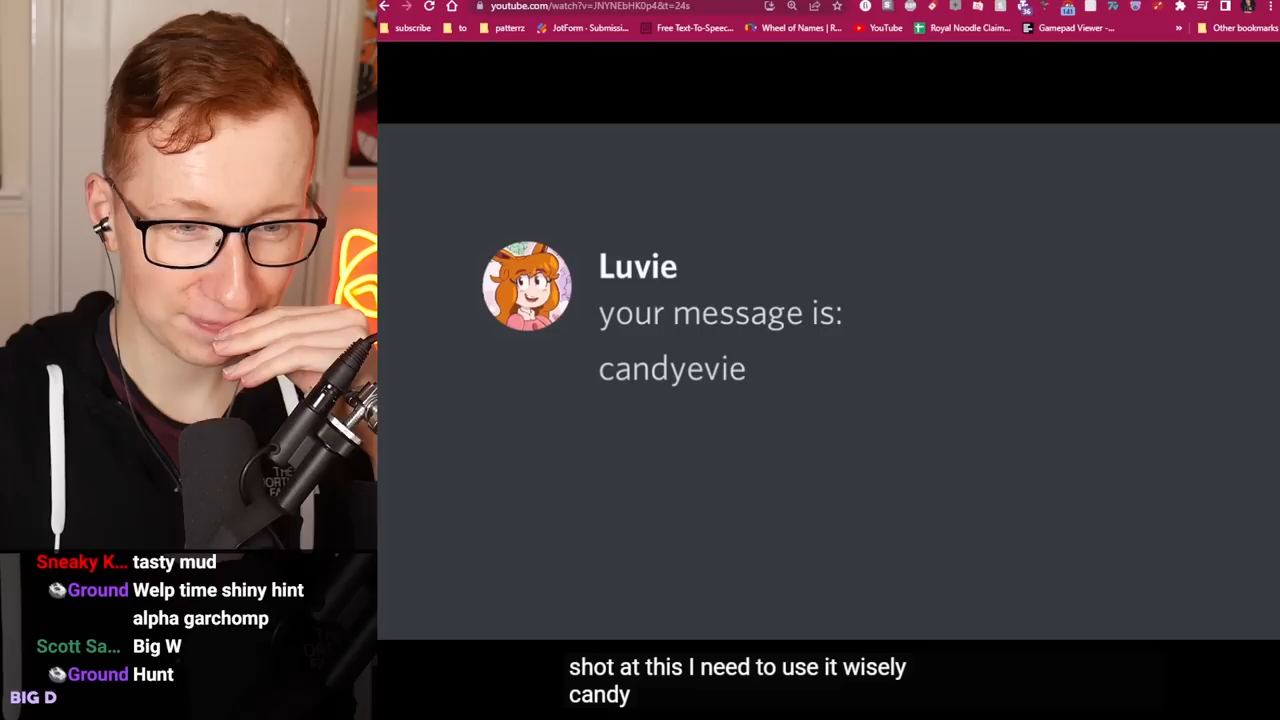 youtube.com/watch?v=JNYNEbHK0p4&t=24s
subscribe to patterrz JotForm - Submissi... Free Text-To-Speec... Wheel of Names | R... YouTube Royal Noodle Claim... Gamepad Viewer -... » Other bookmarks
Luvie
your message is:
candyevie
Sneaky K... tasty mud
Ground Welp time shiny hint
alpha garchomp
Scott Sa... Big W
Ground Hunt
BIG D
shot at this I need to use it wisely
candy